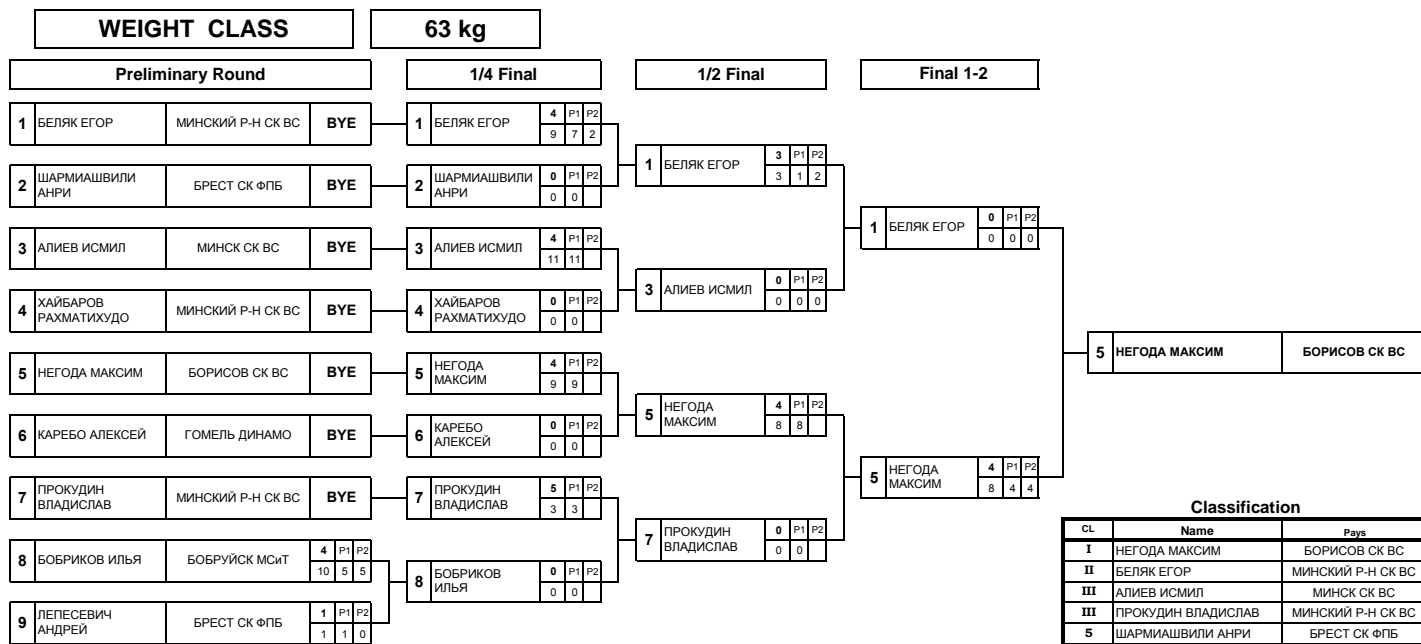 WEIGHT CLASS 63 kg
Preliminary Round 1/4 Final 1/2 Final Final 1-2
1 БЕЛЯК ЕГОР МИНСКИЙ Р-Н СК ВС BYE 1 БЕЛЯК ЕГОР 4 P1 P2
9 7 2
1 БЕЛЯК ЕГОР 3 P1 P2
3 1 2
2 ШАРМИАШВИЛИ АНРИ БРЕСТ СК ФПБ BYE 2 ШАРМИАШВИЛИ АНРИ 0 P1 P2
0 0
1 БЕЛЯК ЕГОР 0 P1 P2
0 0 0
3 АЛИЕВ ИСМИЛ МИНСК СК ВС BYE 3 АЛИЕВ ИСМИЛ 4 P1 P2
11 11
3 АЛИЕВ ИСМИЛ 0 P1 P2
0 0 0
4 ХАЙБАРОВ РАХМАТИХУДО МИНСКИЙ Р-Н СК ВС BYE 4 ХАЙБАРОВ РАХМАТИХУДО 0 P1 P2
0 0
5 НЕГОДА МАКСИМ БОРИСОВ СК ВС
5 НЕГОДА МАКСИМ БОРИСОВ СК ВС BYE 5 НЕГОДА МАКСИМ 4 P1 P2
9 9
5 НЕГОДА МАКСИМ 4 P1 P2
8 8
6 КАРЕБО АЛЕКСЕЙ ГОМЕЛЬ ДИНАМО BYE 6 КАРЕБО АЛЕКСЕЙ 0 P1 P2
0 0
5 НЕГОДА МАКСИМ 4 P1 P2
8 4 4
7 ПРОКУДИН ВЛАДИСЛАВ МИНСКИЙ Р-Н СК ВС BYE 7 ПРОКУДИН ВЛАДИСЛАВ 5 P1 P2
3 3
7 ПРОКУДИН ВЛАДИСЛАВ 0 P1 P2
0 0
8 БОБРИКОВ ИЛЬЯ БОБРУЙСК МСиТ 4 P1 P2
10 5 5
8 БОБРИКОВ ИЛЬЯ 0 P1 P2
0 0
9 ЛЕПЕСЕВИЧ АНДРЕЙ БРЕСТ СК ФПБ 1 P1 P2
1 1 0
Classification
CL Name Pays
I НЕГОДА МАКСИМ БОРИСОВ СК ВС
II БЕЛЯК ЕГОР МИНСКИЙ Р-Н СК ВС
III АЛИЕВ ИСМИЛ МИНСК СК ВС
III ПРОКУДИН ВЛАДИСЛАВ МИНСКИЙ Р-Н СК ВС
5 ШАРМИАШВИЛИ АНРИ БРЕСТ СК ФПБ